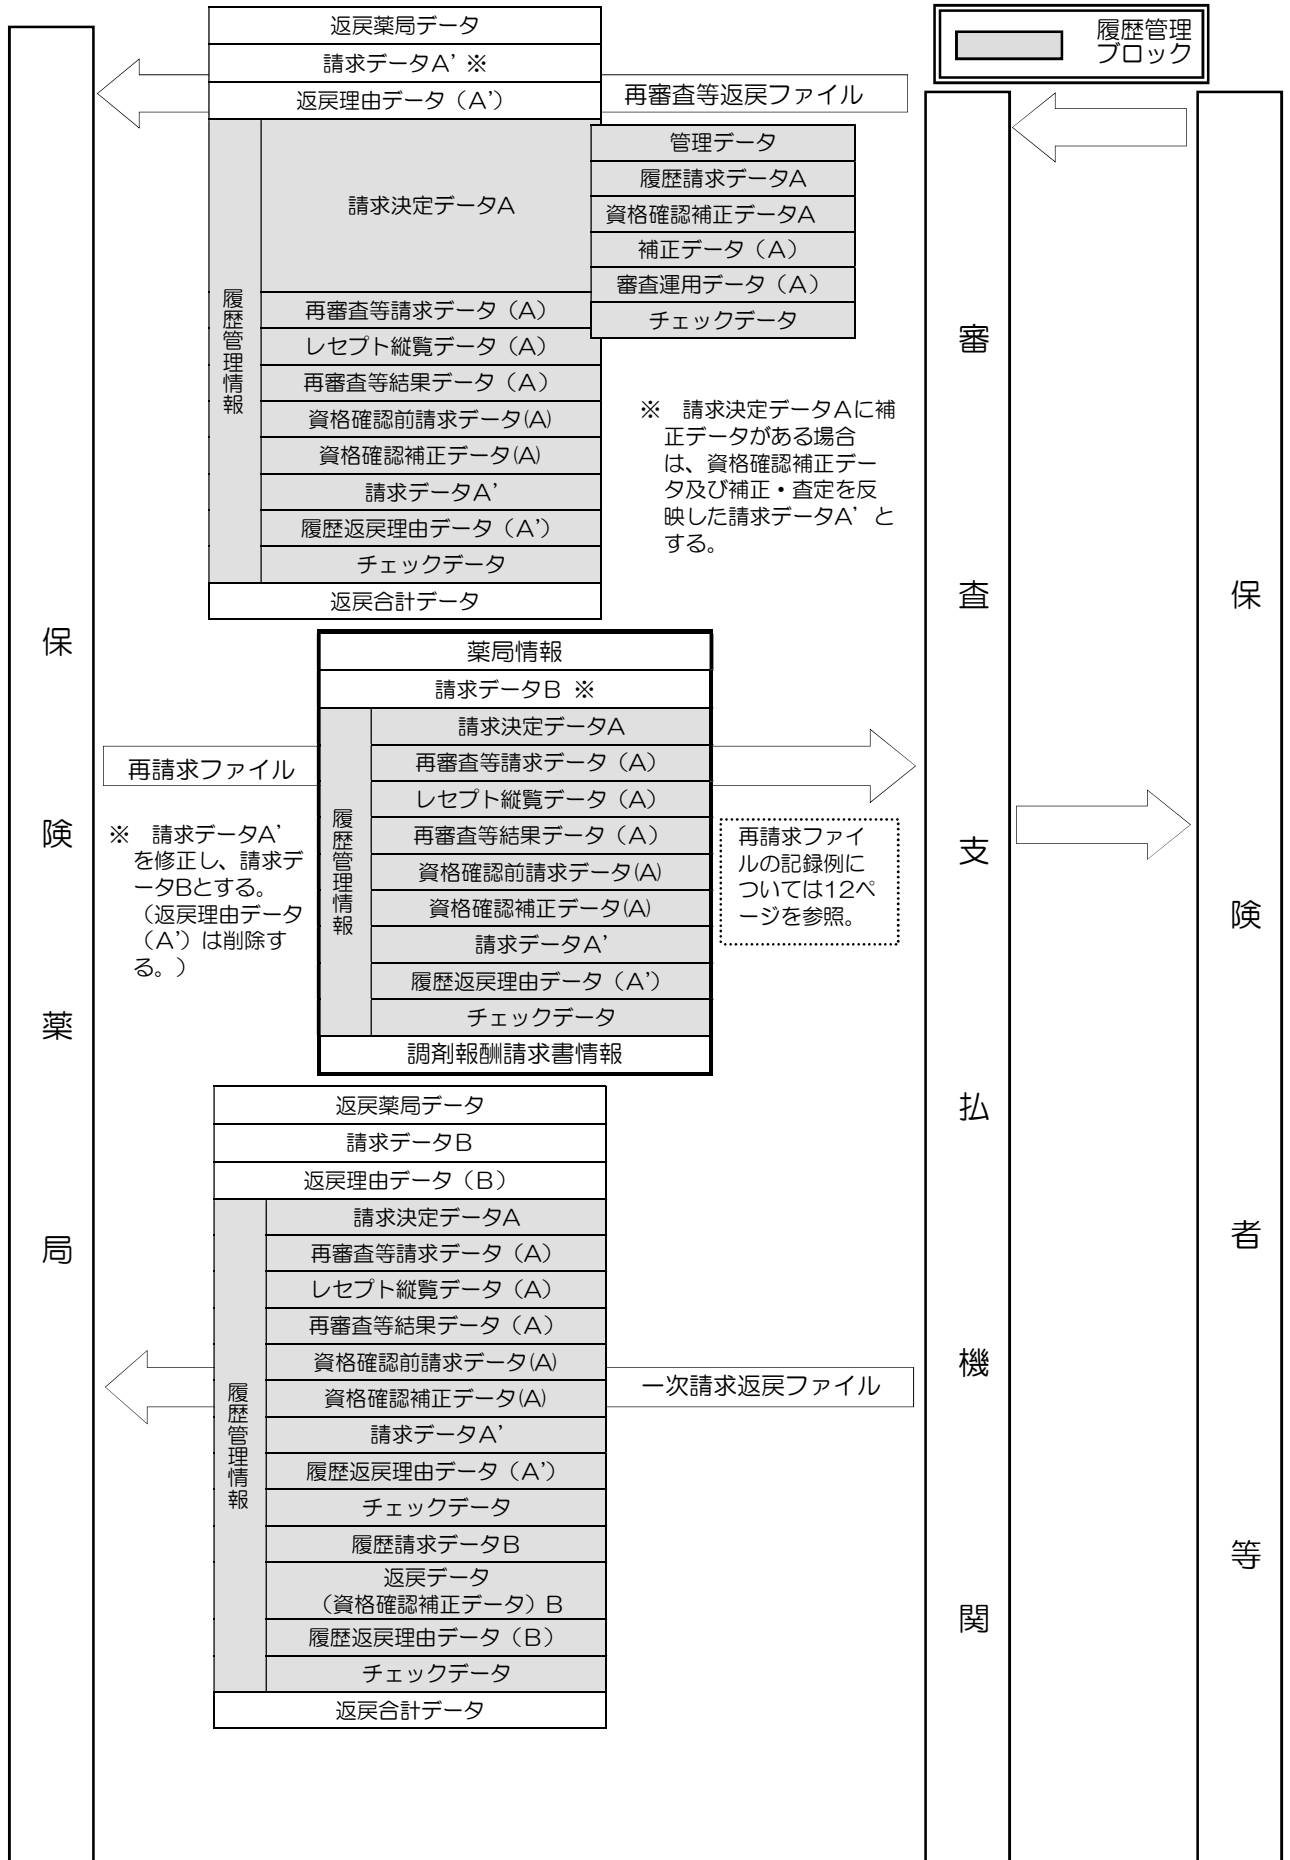 履歴管理
ブロック
返戻薬局データ
請求データA’ ※
返戻理由データ（A’）
再審査等返戻ファイル
履歴管理情報
請求決定データA
管理データ
履歴請求データA
資格確認補正データA
補正データ（A）
審査運用データ（A）
チェックデータ
再審査等請求データ（A）
レセプト縦覧データ（A）
再審査等結果データ（A）
資格確認前請求データ(A)
資格確認補正データ(A)
請求データA’
履歴返戻理由データ（A’）
チェックデータ
返戻合計データ
※　請求決定データAに補
正データがある場合
は、資格確認補正デー
タ及び補正・査定を反
映した請求データA’と
する。
保険薬局
審査支払機関
保険者等
薬局情報
請求データB ※
履歴管理情報
請求決定データA
再審査等請求データ（A）
レセプト縦覧データ（A）
再審査等結果データ（A）
資格確認前請求データ(A)
資格確認補正データ(A)
請求データA’
履歴返戻理由データ（A’）
チェックデータ
調剤報酬請求書情報
再請求ファイル
※　請求データA’
を修正し、請求デ
ータBとする。
（返戻理由データ
（A’）は削除す
る。）
再請求ファイ
ルの記録例に
ついては12ペ
ージを参照。
返戻薬局データ
請求データB
返戻理由データ（B）
履歴管理情報
請求決定データA
再審査等請求データ（A）
レセプト縦覧データ（A）
再審査等結果データ（A）
資格確認前請求データ(A)
資格確認補正データ(A)
請求データA’
履歴返戻理由データ（A’）
チェックデータ
履歴請求データB
返戻データ
（資格確認補正データ）B
履歴返戻理由データ（B）
チェックデータ
返戻合計データ
一次請求返戻ファイル